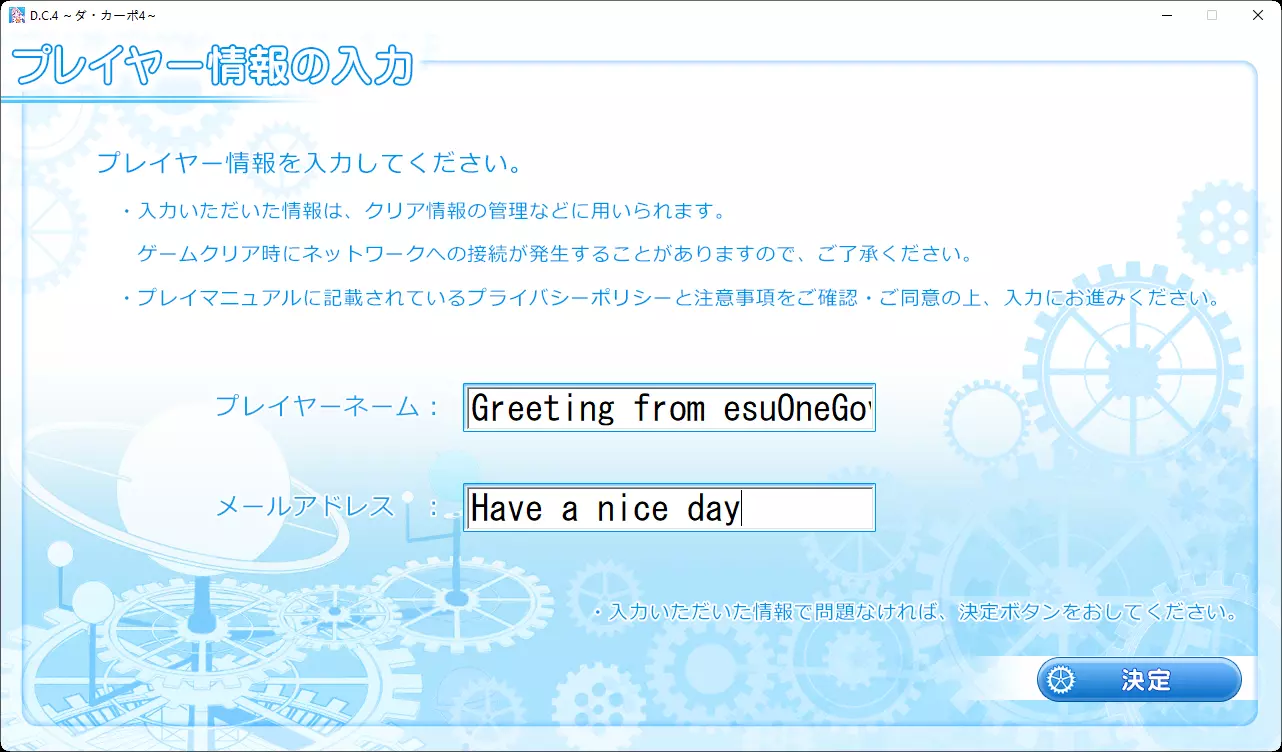 D.C.4 ～ダ・カーポ4～
プレイヤー情報の入力
プレイヤー情報を入力してください。
・入力いただいた情報は、クリア情報の管理などに用いられます。
ゲームクリア時にネットワークへの接続が発生することがありますので、ご了承ください。
・プレイマニュアルに記載されているプライバシーポリシーと注意事項をご確認・ご同意の上、入力にお進みください。
プレイヤーネーム： Greeting from esuOneGov
メールアドレス ： Have a nice day
・入力いただいた情報で問題なければ、決定ボタンをおしてください。
決定